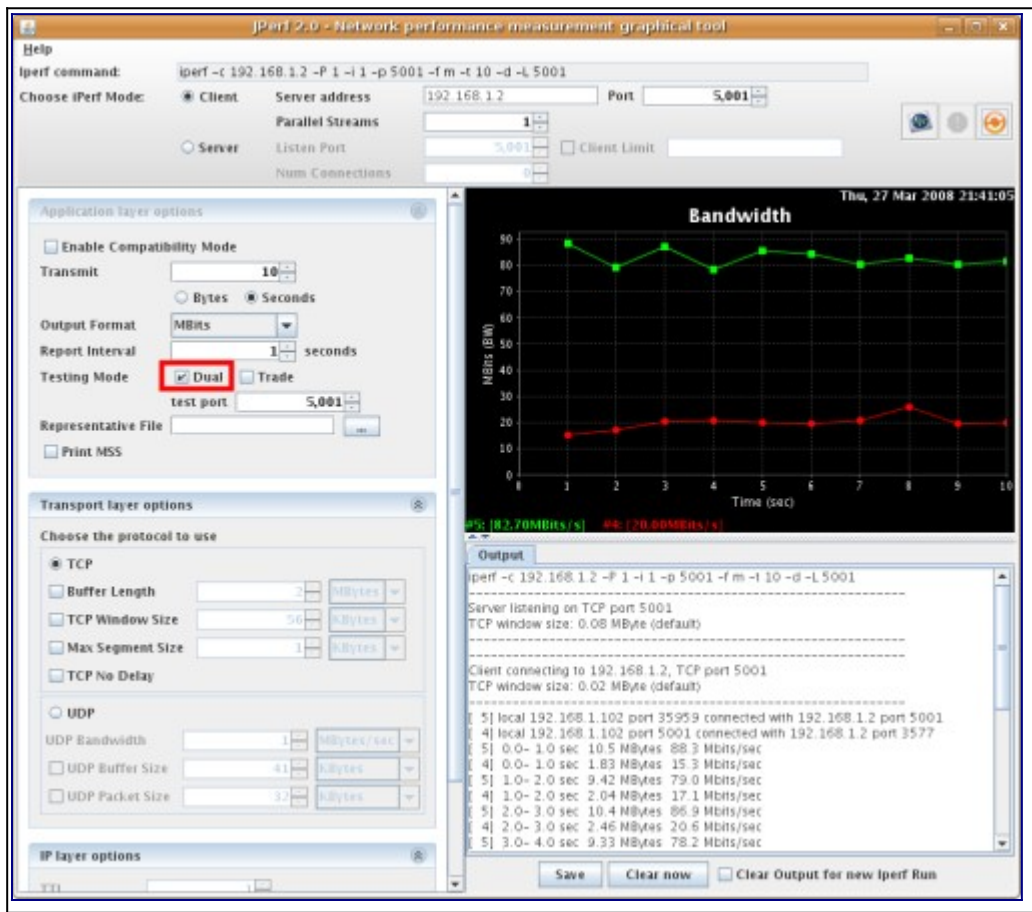 JPerf 2.0 - Network performance measurement graphical tool
Help
Iperf command: iperf -c 192.168.1.2 -P 1 -i 1 -p 5001 -f m -t 10 -d -L 5001
Choose iPerf Mode: Client Server address 192.168.1.2 Port 5,001
Parallel Streams 1
Server Listen Port 5,001 Client Limit
Num Connections 0
Application layer options
Enable Compatibility Mode
Transmit 10
Bytes Seconds
Output Format MBits
Report Interval 1 seconds
Testing Mode Dual Trade
test port 5,001
Representative File ...
Print MSS
Transport layer options
Choose the protocol to use
TCP
Buffer Length 2 MBytes
TCP Window Size 56 KBytes
Max Segment Size 1 KBytes
TCP No Delay
UDP
UDP Bandwidth 1 MBytes/sec
UDP Buffer Size 41 KBytes
UDP Packet Size 32 KBytes
IP layer options
TTL 1
Thu, 27 Mar 2008 21:41:05
Bandwidth
MBits (BW)
90
80
70
60
50
40
30
20
10
0
0 1 2 3 4 5 6 7 8 9 10
Time (sec)
#5: [82.70MBits/s] #4: [20.00MBits/s]
Output
iperf -c 192.168.1.2 -P 1 -i 1 -p 5001 -f m -t 10 -d -L 5001
------------------------------------------------------------
Server listening on TCP port 5001
TCP window size: 0.08 MByte (default)
------------------------------------------------------------
------------------------------------------------------------
Client connecting to 192.168.1.2, TCP port 5001
TCP window size: 0.02 MByte (default)
------------------------------------------------------------
[ 5] local 192.168.1.102 port 35959 connected with 192.168.1.2 port 5001
[ 4] local 192.168.1.102 port 5001 connected with 192.168.1.2 port 3577
[ 5] 0.0- 1.0 sec 10.5 MBytes 88.3 Mbits/sec
[ 4] 0.0- 1.0 sec 1.83 MBytes 15.3 Mbits/sec
[ 5] 1.0- 2.0 sec 9.42 MBytes 79.0 Mbits/sec
[ 4] 1.0- 2.0 sec 2.04 MBytes 17.1 Mbits/sec
[ 5] 2.0- 3.0 sec 10.4 MBytes 86.9 Mbits/sec
[ 4] 2.0- 3.0 sec 2.46 MBytes 20.6 Mbits/sec
[ 5] 3.0- 4.0 sec 9.33 MBytes 78.2 Mbits/sec
Save Clear now Clear Output for new Iperf Run